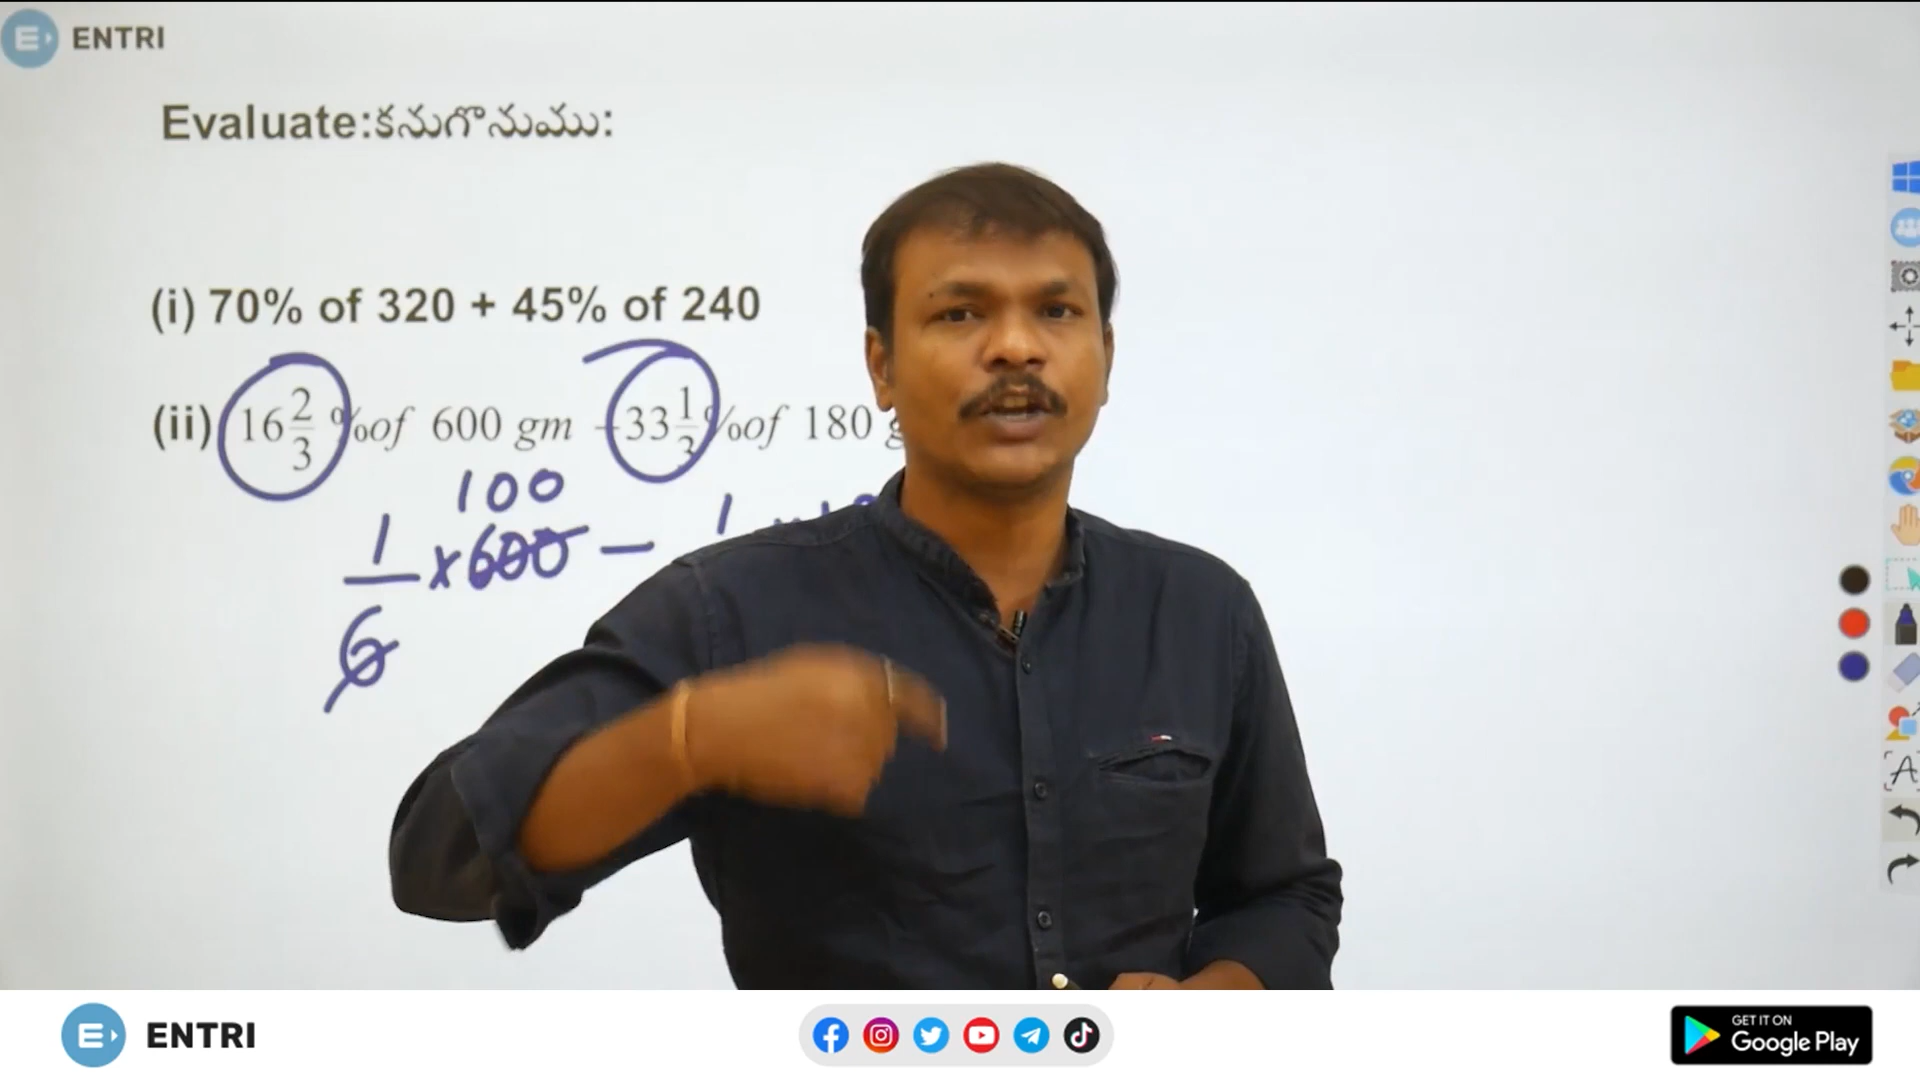 ENTRI
Evaluate:కనుగొనుము:
(i) 70% of 320 + 45% of 240
(ii) 16 2/3 %of 600 gm - 33 1/3 %of 180
100
1/6 ×600 — 1
ENTRI
GET IT ON
Google Play